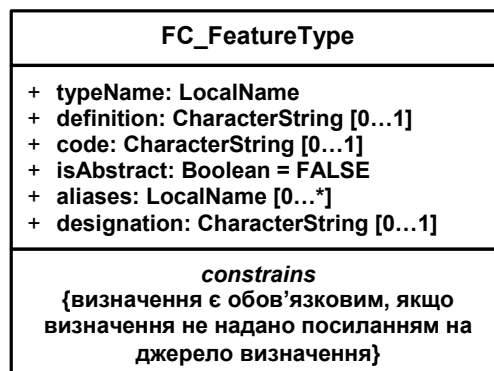 FC_FeatureType
+ typeName: LocalName
+ definition: CharacterString [0…1]
+ code: CharacterString [0…1]
+ isAbstract: Boolean = FALSE
+ aliases: LocalName [0…*]
+ designation: CharacterString [0…1]
constrains
{визначення є обов’язковим, якщо
визначення не надано посиланням на
джерело визначення}